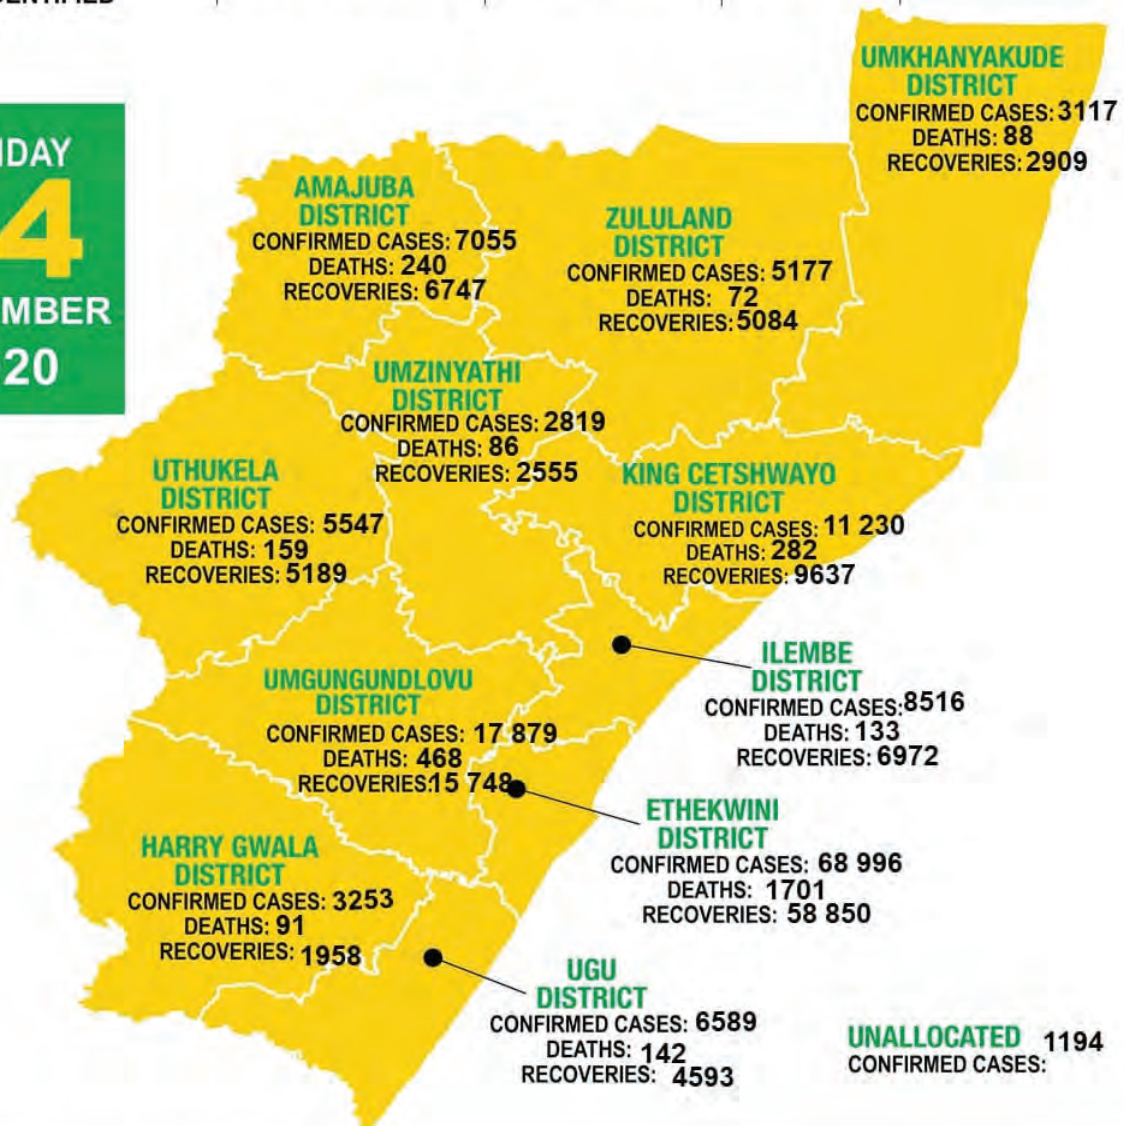 4
20
UMKHANYAKUDE
DISTRICT
CONFIRMED CASES: 3117
DEATHS: 88
RECOVERIES: 2909
AMAJUBA
DISTRICT
CONFIRMED CASES: 7055
DEATHS: 240
RECOVERIES: 6747
ZULULAND
DISTRICT
CONFIRMED CASES: 5177
DEATHS: 72
RECOVERIES: 5084
UMZINYATHI
DISTRICT
CONFIRMED CASES: 2819
DEATHS: 86
RECOVERIES: 2555
UTHUKELA
DISTRICT
CONFIRMED CASES: 5547
DEATHS: 159
RECOVERIES: 5189
KING CETSHWAYO
DISTRICT
CONFIRMED CASES: 11 230
DEATHS: 282
RECOVERIES: 9637
ILEMBE
DISTRICT
CONFIRMED CASES: 8516
DEATHS: 133
RECOVERIES: 6972
UMGUNGUNDLOVU
DISTRICT
CONFIRMED CASES: 17 879
DEATHS: 468
RECOVERIES: 15 748
ETHEKWINI
DISTRICT
CONFIRMED CASES: 68 996
DEATHS: 1701
RECOVERIES: 58 850
HARRY GWALA
DISTRICT
CONFIRMED CASES: 3253
DEATHS: 91
RECOVERIES: 1958
UGU
DISTRICT
CONFIRMED CASES: 6589
DEATHS: 142
RECOVERIES: 4593
UNALLOCATED 1194
CONFIRMED CASES: